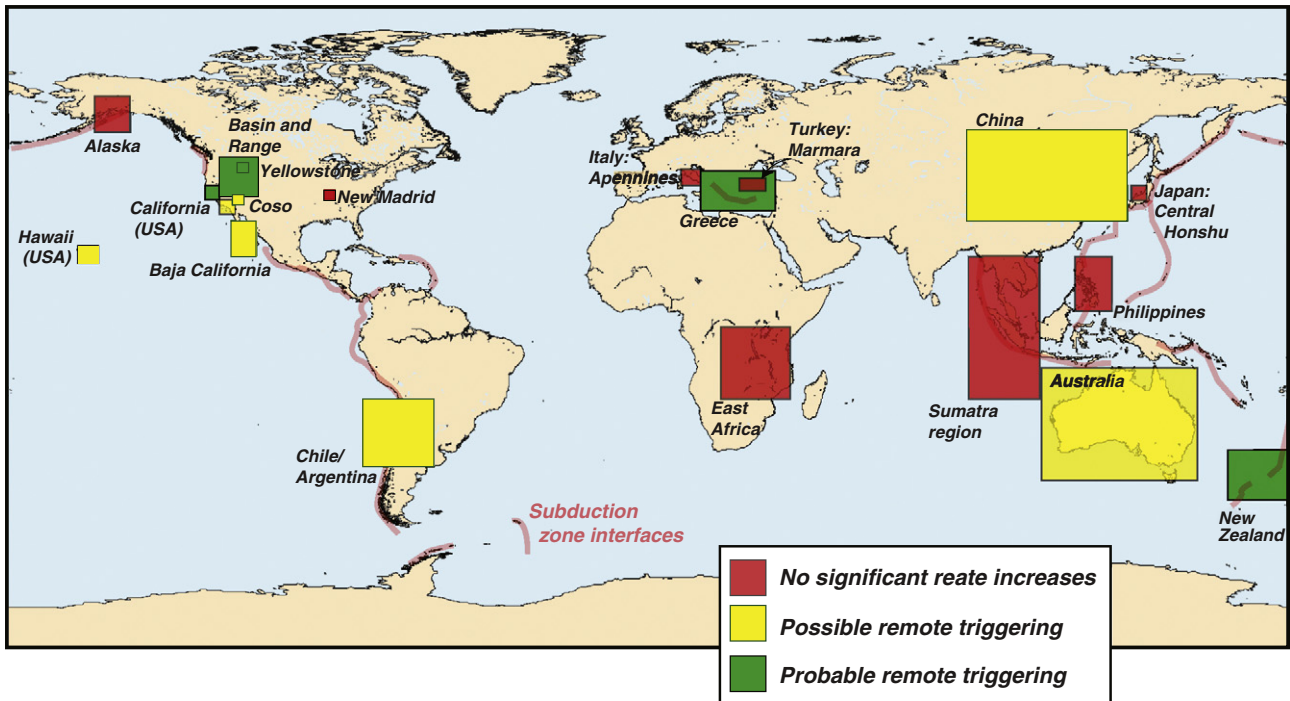 Alaska
Basin and
Range
Yellowstone
New Madrid
California
(USA)
Coso
Hawaii
(USA)
Baja California
Chile/
Argentina
Subduction
zone interfaces
Italy:
Apennines
Turkey:
Marmara
Greece
East
Africa
China
Japan:
Central
Honshu
Philippines
Sumatra
region
Australia
New
Zealand
No significant reate increases
Possible remote triggering
Probable remote triggering